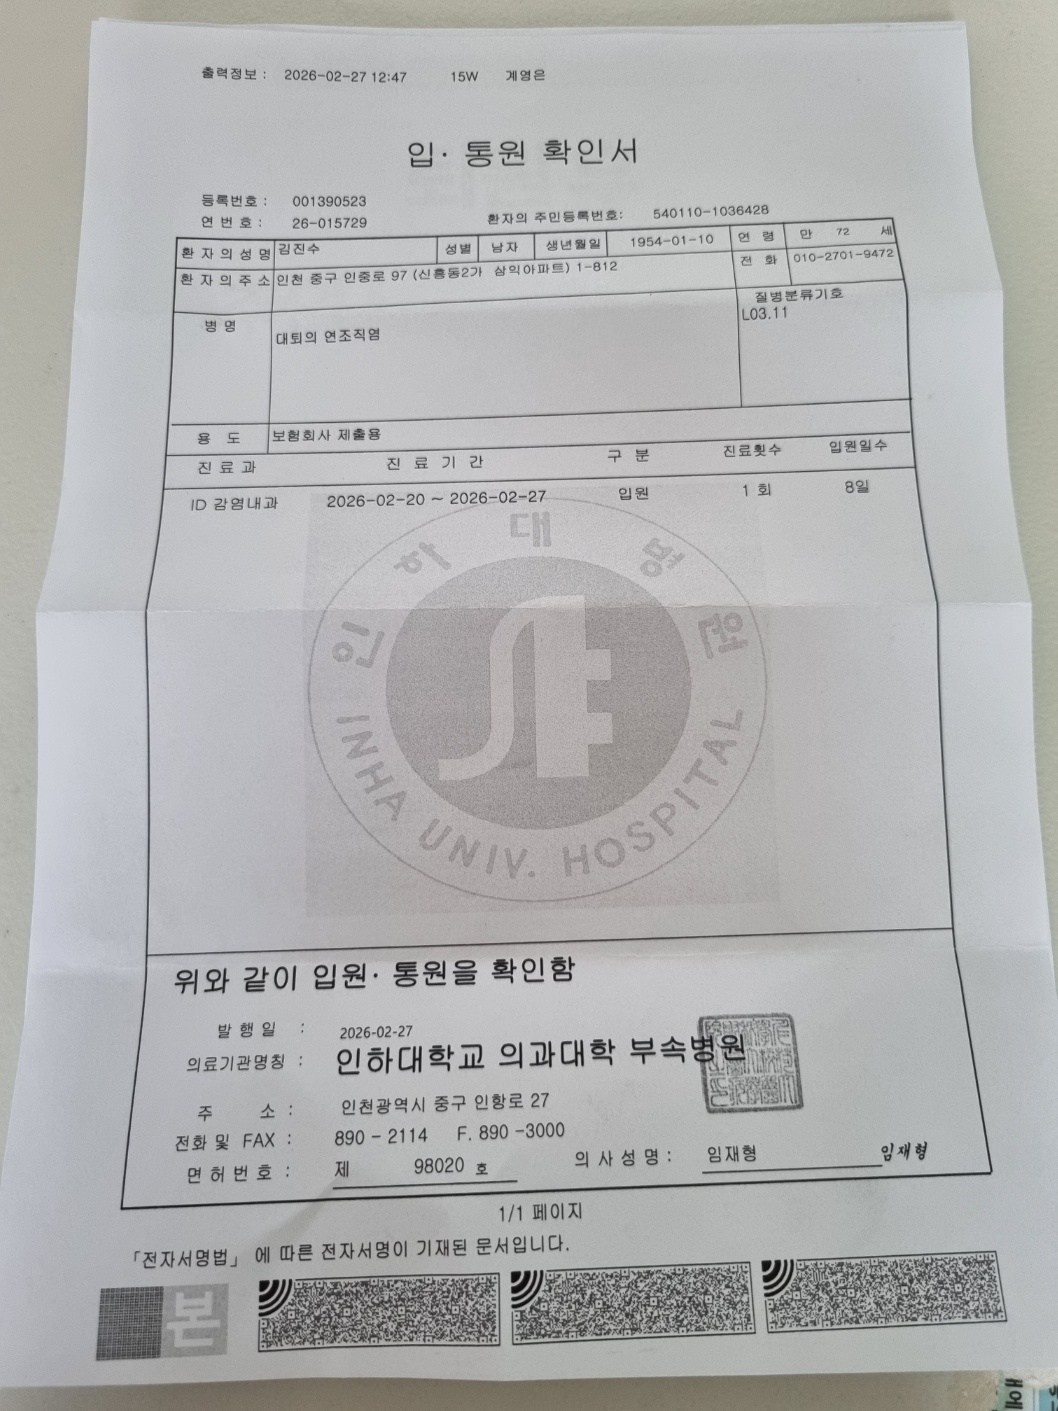 출력정보 : 2026-02-27 12:47 15W 계영은
입· 통원 확인서
등록번호 : 001390523
연 번 호 : 26-015729 환자의 주민등록번호: 540110-1036428
환 자 의 성 명 김진수 성별 남자 생년월일 1954-01-10 연 령 만 72 세
환 자 의 주 소 인천 중구 인중로 97 (신흥동2가 삼익아파트) 1-812 전 화 010-2701-9472
병 명 대퇴의 연조직염 질병분류기호
L03.11
용 도 보험회사 제출용
진 료 과 진 료 기 간 구 분 진료횟수 입원일수
ID 감염내과 2026-02-20 ~ 2026-02-27 입원 1 회 8일
인 하 대 병 원
INHA UNIV. HOSPITAL
위와 같이 입원· 통원을 확인함
발 행 일 : 2026-02-27
의료기관명칭 : 인하대학교 의과대학 부속병원
주 소 : 인천광역시 중구 인항로 27
전화 및 FAX : 890 - 2114 F. 890 -3000
면 허 번 호 : 제 98020 호 의 사 성 명 : 임재형 임재형
1/1 페이지
「전자서명법」 에 따른 전자서명이 기재된 문서입니다.
본